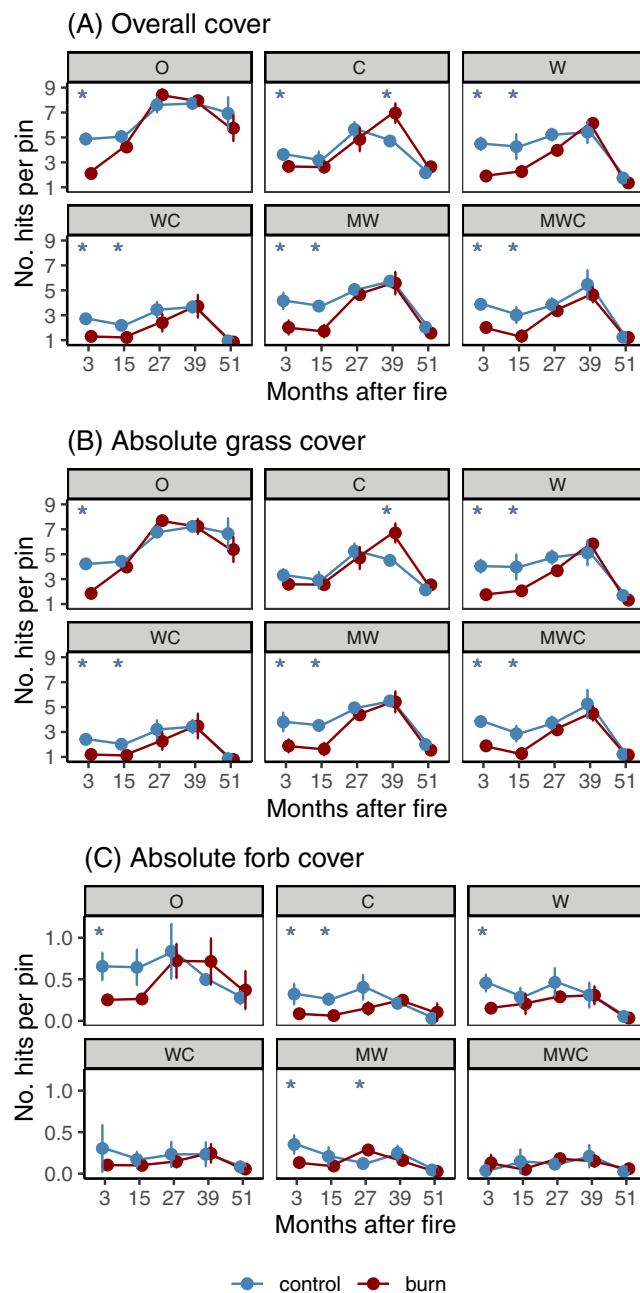 (A) Overall cover
O C W
9
7
5
3
1
* * * * *
WC MW MWC
9
7
5
3
1
* * * * * *
No. hits per pin
3 15 27 39 51 3 15 27 39 51 3 15 27 39 51
Months after fire
(B) Absolute grass cover
O C W
9
7
5
3
1
* * * *
WC MW MWC
9
7
5
3
1
* * * * * *
No. hits per pin
3 15 27 39 51 3 15 27 39 51 3 15 27 39 51
Months after fire
(C) Absolute forb cover
O C W
1.0
0.5
0.0
* * * *
WC MW MWC
1.0
0.5
0.0
* *
No. hits per pin
3 15 27 39 51 3 15 27 39 51 3 15 27 39 51
Months after fire
control burn